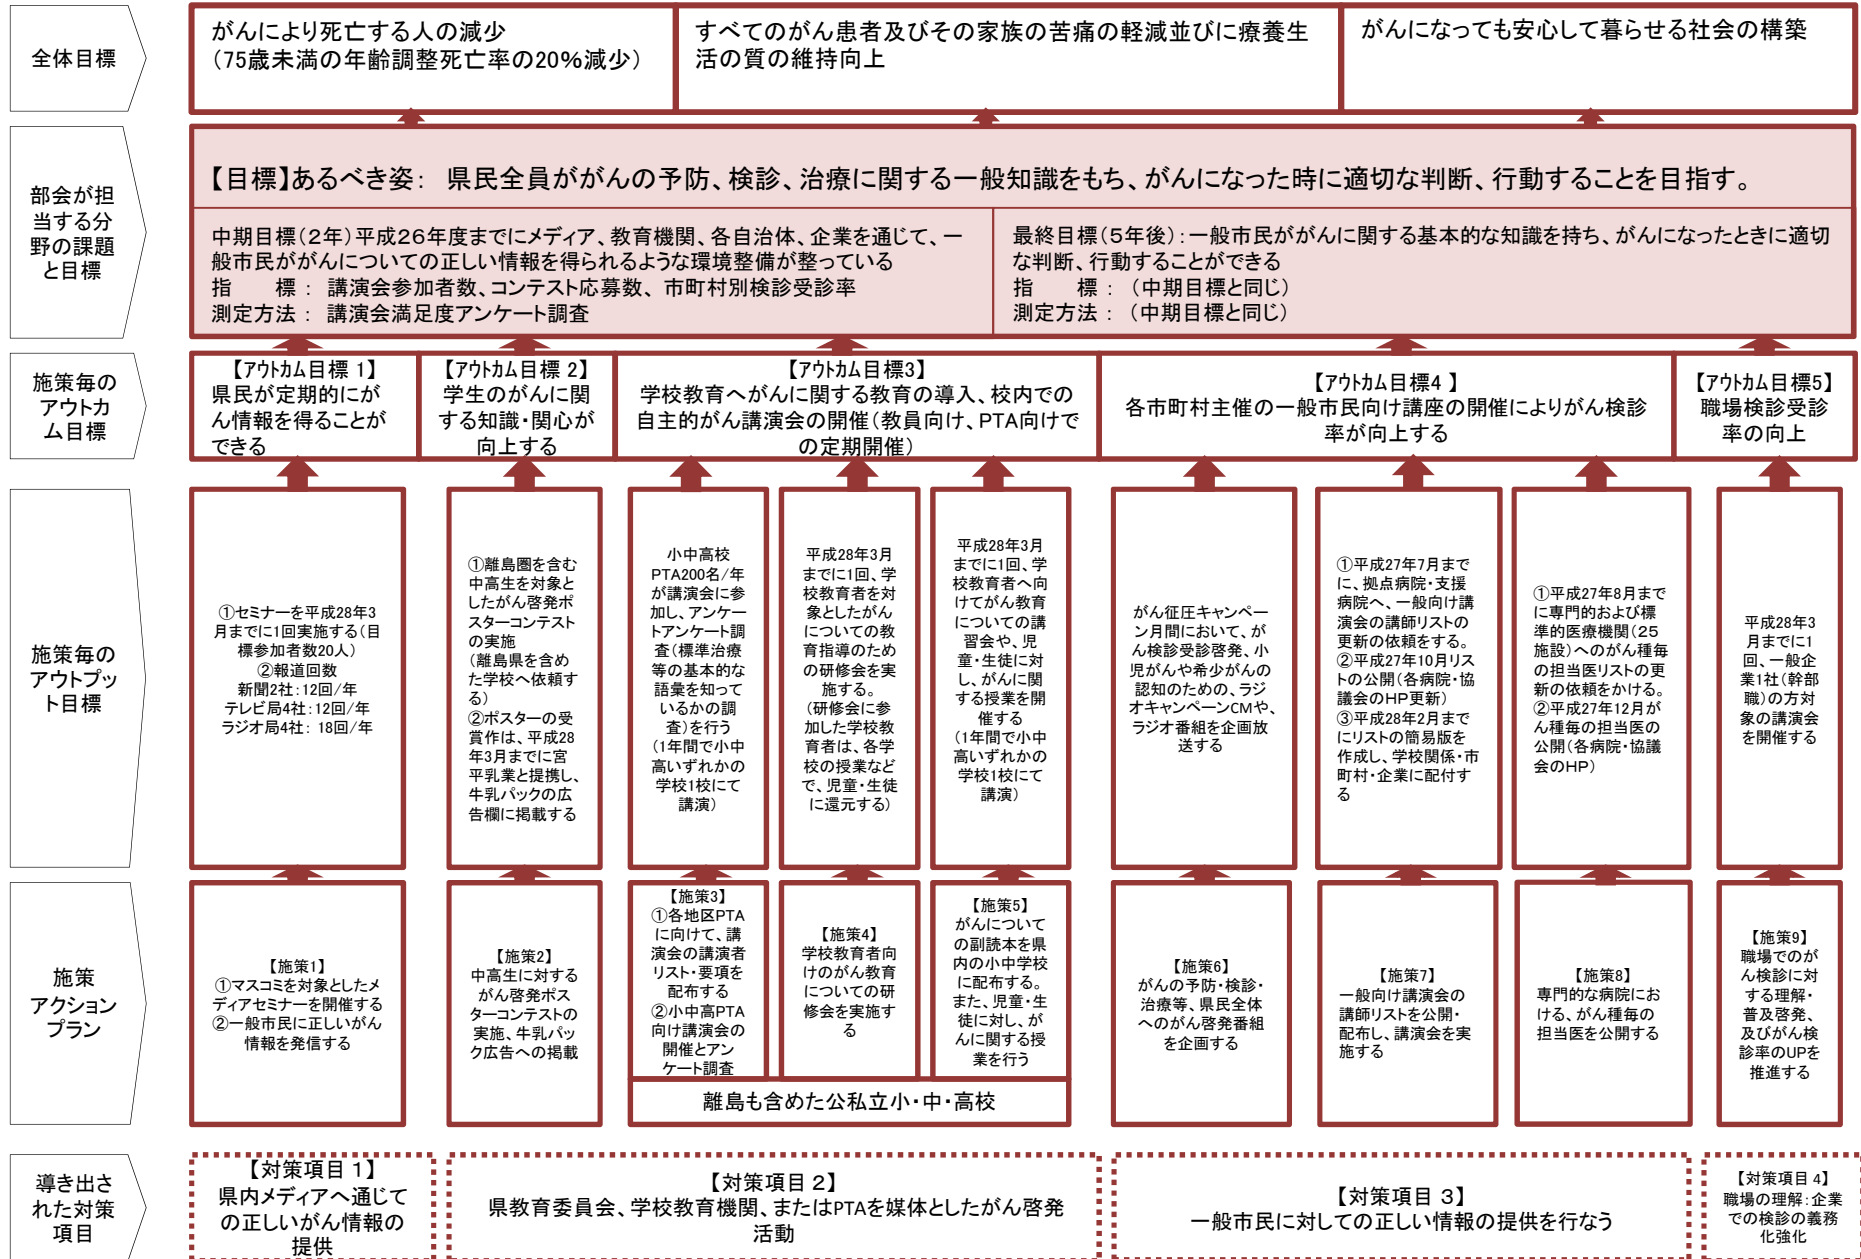 全体目標
がんにより死亡する人の減少
（75歳未満の年齢調整死亡率の20%減少）
すべてのがん患者及びその家族の苦痛の軽減並びに療養生
活の質の維持向上
がんになっても安心して暮らせる社会の構築
部会が担
当する分
野の課題
と目標
【目標】あるべき姿： 県民全員ががんの予防、検診、治療に関する一般知識をもち、がんになった時に適切な判断、行動することを目指す。
中期目標（2年）平成26年度までにメディア、教育機関、各自治体、企業を通じて、一
般市民ががんについての正しい情報を得られるような環境整備が整っている
指　　標： 講演会参加者数、コンテスト応募数、市町村別検診受診率
測定方法： 講演会満足度アンケート調査
最終目標（5年後）：一般市民ががんに関する基本的な知識を持ち、がんになったときに適切
な判断、行動することができる
指　　標：（中期目標と同じ）
測定方法：（中期目標と同じ）
施策毎の
アウトカ
ム目標
【アウトカム目標 1】
県民が定期的にが
ん情報を得ることが
できる
【アウトカム目標 2】
学生のがんに関
する知識・関心が
向上する
【アウトカム目標3】
学校教育へがんに関する教育の導入、校内での
自主的がん講演会の開催（教員向け、PTA向けで
の定期開催）
【アウトカム目標4 】
各市町村主催の一般市民向け講座の開催によりがん検診
率が向上する
【アウトカム目標5】
職場検診受診
率の向上
施策毎の
アウトプッ
ト目標
①セミナーを平成28年3
月までに1回実施する（目
標参加者数20人）
②報道回数
新聞2社：12回/年
テレビ局4社：12回/年
ラジオ局4社： 18回/年
①離島圏を含む
中高生を対象と
したがん啓発ポ
スターコンテスト
の実施
（離島県を含め
た学校へ依頼す
る）
②ポスターの受
賞作は、平成28
年3月までに宮
平乳業と提携し、
牛乳パックの広
告欄に掲載する
小中高校
PTA200名/年
が講演会に参
加し、アンケー
トアンケート調
査（標準治療
等の基本的な
語彙を知って
いるかの調
査）を行う
（1年間で小中
高いずれかの
学校1校にて
講演）
平成28年3月
までに1回、学
校教育者を対
象としたがん
についての教
育指導のため
の研修会を実
施する。
（研修会に参
加した学校教
育者は、各学
校の授業など
で、児童・生徒
に還元する）
平成28年3月
までに1回、学
校教育者へ向
けてがん教育
についての講
習会や、児
童・生徒に対
し、がんに関
する授業を開
催する
（1年間で小中
高いずれかの
学校1校にて
講演）
がん征圧キャンペー
ン月間において、が
ん検診受診啓発、小
児がんや希少がんの
認知のための、ラジ
オキャンペーンCMや、
ラジオ番組を企画放
送する
①平成27年7月まで
に、拠点病院・支援
病院へ、一般向け講
演会の講師リストの
更新の依頼をする。
②平成27年10月リス
トの公開（各病院・協
議会のHP更新）
③平成28年2月まで
にリストの簡易版を
作成し、学校関係・市
町村・企業に配付す
る
①平成27年8月まで
に専門的および標
準的医療機関（25
施設）へのがん種毎
の担当医リストの更
新の依頼をかける。
②平成27年12月が
ん種毎の担当医の
公開（各病院・協議
会のHP）
平成28年3
月までに1
回、一般企
業1社（幹部
職）の方対
象の講演会
を開催する
施策
アクション
プラン
【施策1】
①マスコミを対象としたメ
ディアセミナーを開催する
②一般市民に正しいがん
情報を発信する
【施策2】
中高生に対する
がん啓発ポス
ターコンテストの
実施、牛乳パッ
ク広告への掲載
【施策3】
①各地区PTA
に向けて、講
演会の講演者
リスト・要項を
配布する
②小中高PTA
向け講演会の
開催とアン
ケート調査
【施策4】
学校教育者向
けのがん教育
についての研
修会を実施す
る
【施策5】
がんについて
の副読本を県
内の小中学校
に配布する。
また、児童・生
徒に対し、が
んに関する授
業を行う
離島も含めた公私立小・中・高校
【施策6】
がんの予防・検診・
治療等、県民全体
へのがん啓発番組
を企画する
【施策7】
一般向け講演会の
講師リストを公開・
配布し、講演会を実
施する
【施策8】
専門的な病院にお
ける、がん種毎の
担当医を公開する
【施策9】
職場でのが
ん検診に対
する理解・
普及啓発、
及びがん検
診率のUPを
推進する
導き出さ
れた対策
項目
【対策項目 1】
県内メディアへ通じて
の正しいがん情報の
提供
【対策項目 2】
県教育委員会、学校教育機関、またはPTAを媒体としたがん啓発
活動
【対策項目 3】
一般市民に対しての正しい情報の提供を行なう
【対策項目 4】
職場の理解：企業
での検診の義務
化強化